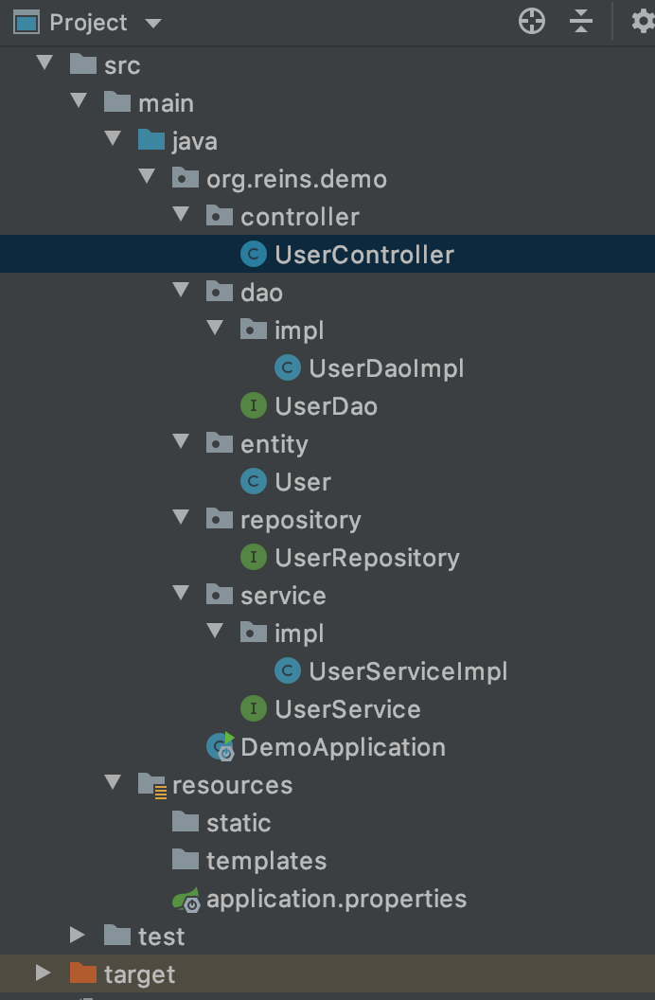 Project
src
main
java
org.reins.demo
controller
UserController
dao
impl
UserDaoImpl
UserDao
entity
User
repository
UserRepository
service
impl
UserServiceImpl
UserService
DemoApplication
resources
static
templates
application.properties
test
target